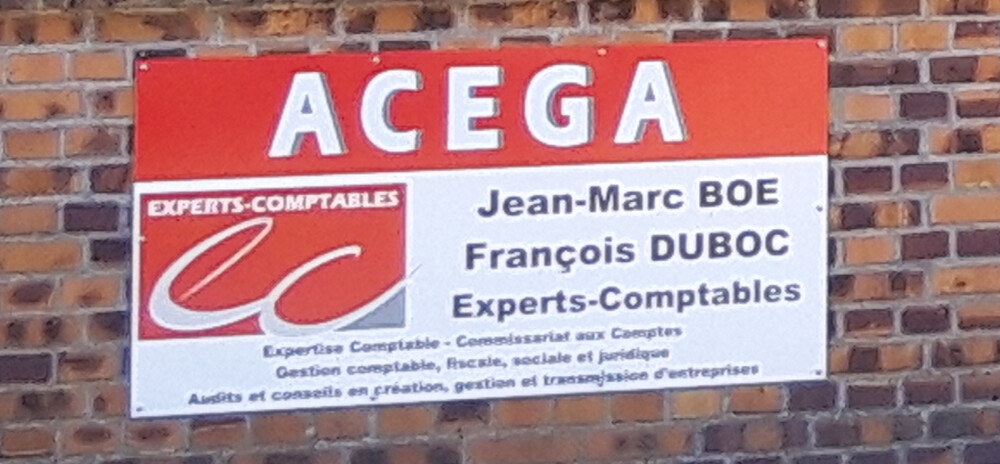 ACEGA
EXPERTS-COMPTABLES
ec
Jean-Marc BOE
François DUBOC
Experts-Comptables
Expertise Comptable - Commissariat aux Comptes
Gestion comptable, fiscale, sociale et juridique
Audits et conseils en création, gestion et transmission d'entreprises